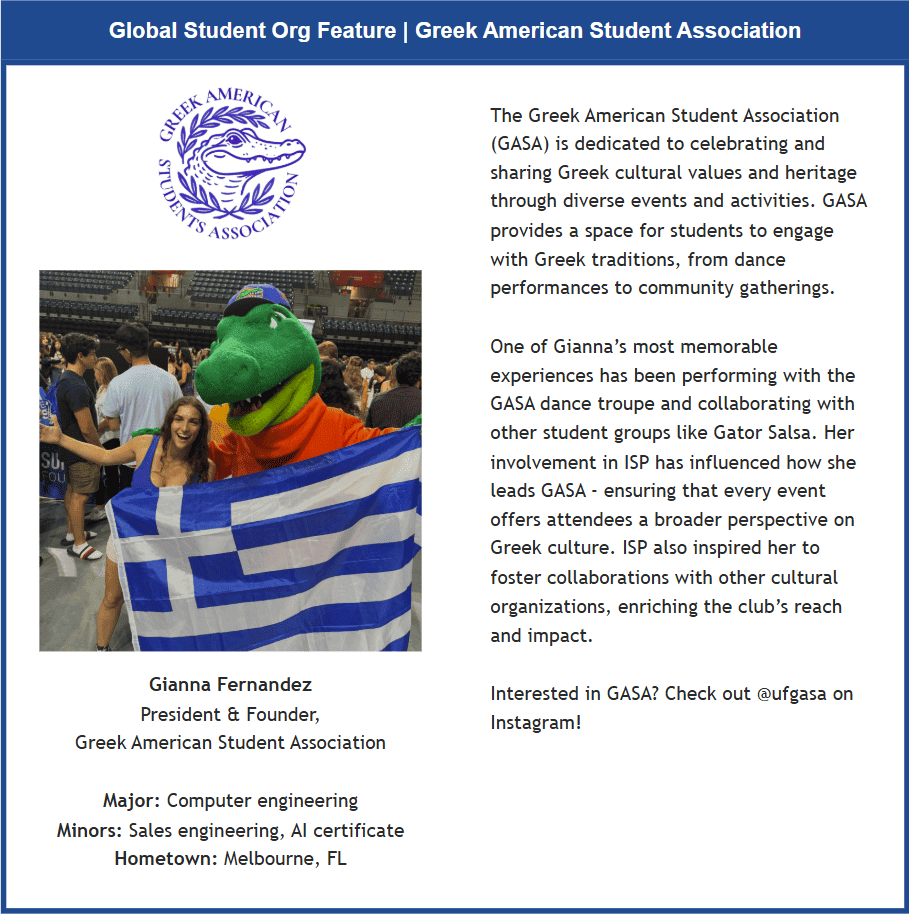 Global Student Org Feature | Greek American Student Association
GREEK AMERICAN
STUDENTS ASSOCIATION
Gianna Fernandez
President & Founder,
Greek American Student Association
Major: Computer engineering
Minors: Sales engineering, AI certificate
Hometown: Melbourne, FL
The Greek American Student Association
(GASA) is dedicated to celebrating and
sharing Greek cultural values and heritage
through diverse events and activities. GASA
provides a space for students to engage
with Greek traditions, from dance
performances to community gatherings.
One of Gianna’s most memorable
experiences has been performing with the
GASA dance troupe and collaborating with
other student groups like Gator Salsa. Her
involvement in ISP has influenced how she
leads GASA - ensuring that every event
offers attendees a broader perspective on
Greek culture. ISP also inspired her to
foster collaborations with other cultural
organizations, enriching the club’s reach
and impact.
Interested in GASA? Check out @ufgasa on
Instagram!